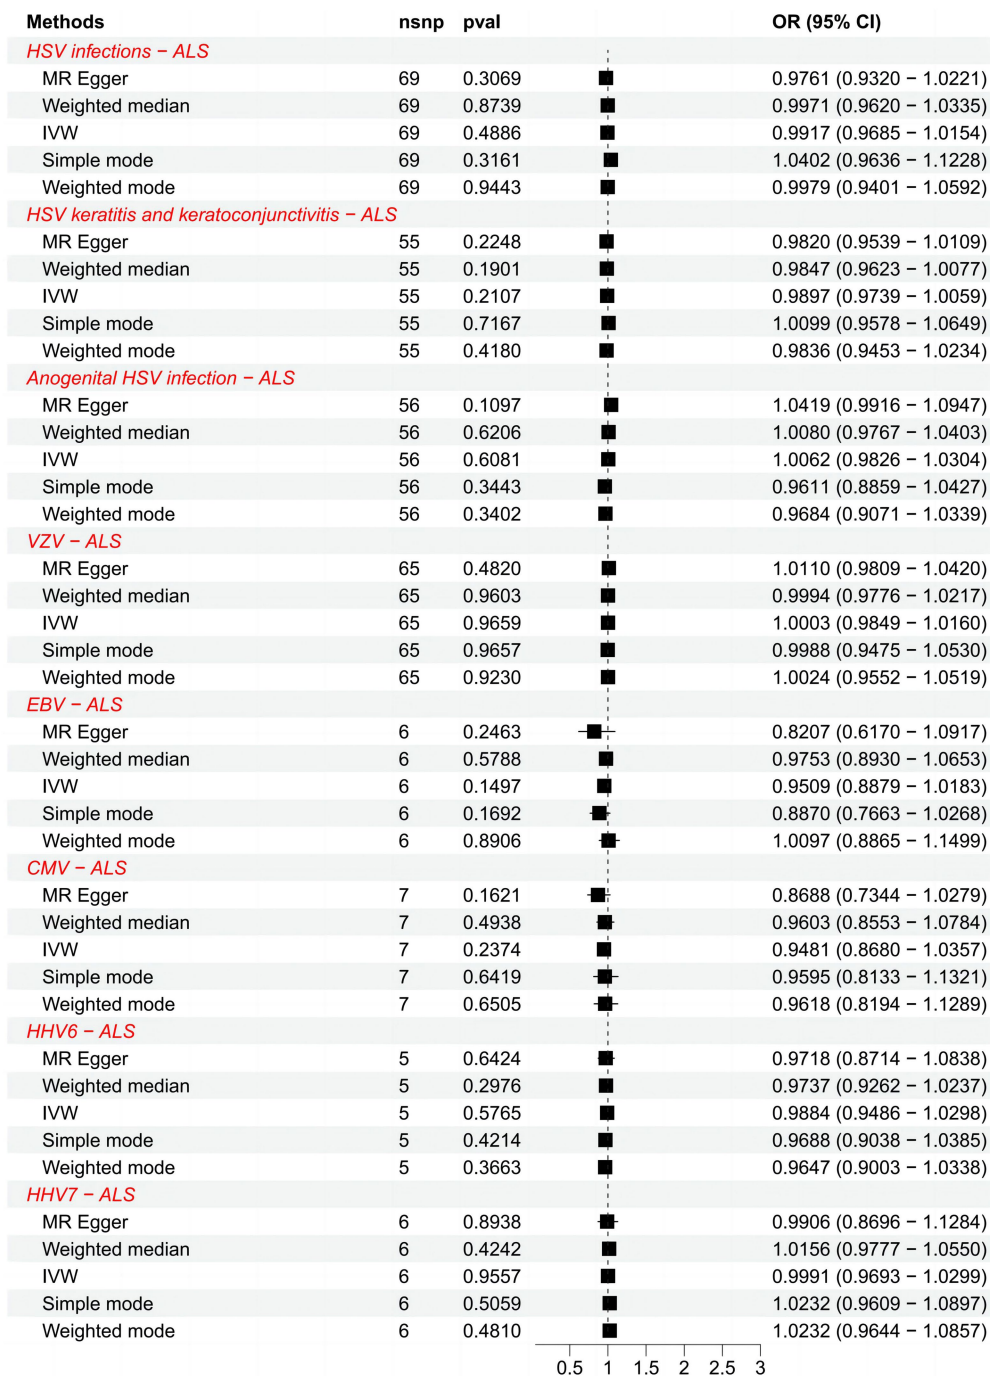 Methods nsnp pval OR (95% CI)
HSV infections − ALS
MR Egger 69 0.3069 0.9761 (0.9320 − 1.0221)
Weighted median 69 0.8739 0.9971 (0.9620 − 1.0335)
IVW 69 0.4886 0.9917 (0.9685 − 1.0154)
Simple mode 69 0.3161 1.0402 (0.9636 − 1.1228)
Weighted mode 69 0.9443 0.9979 (0.9401 − 1.0592)
HSV keratitis and keratoconjunctivitis − ALS
MR Egger 55 0.2248 0.9820 (0.9539 − 1.0109)
Weighted median 55 0.1901 0.9847 (0.9623 − 1.0077)
IVW 55 0.2107 0.9897 (0.9739 − 1.0059)
Simple mode 55 0.7167 1.0099 (0.9578 − 1.0649)
Weighted mode 55 0.4180 0.9836 (0.9453 − 1.0234)
Anogenital HSV infection − ALS
MR Egger 56 0.1097 1.0419 (0.9916 − 1.0947)
Weighted median 56 0.6206 1.0080 (0.9767 − 1.0403)
IVW 56 0.6081 1.0062 (0.9826 − 1.0304)
Simple mode 56 0.3443 0.9611 (0.8859 − 1.0427)
Weighted mode 56 0.3402 0.9684 (0.9071 − 1.0339)
VZV − ALS
MR Egger 65 0.4820 1.0110 (0.9809 − 1.0420)
Weighted median 65 0.9603 0.9994 (0.9776 − 1.0217)
IVW 65 0.9659 1.0003 (0.9849 − 1.0160)
Simple mode 65 0.9657 0.9988 (0.9475 − 1.0530)
Weighted mode 65 0.9230 1.0024 (0.9552 − 1.0519)
EBV − ALS
MR Egger 6 0.2463 0.8207 (0.6170 − 1.0917)
Weighted median 6 0.5788 0.9753 (0.8930 − 1.0653)
IVW 6 0.1497 0.9509 (0.8879 − 1.0183)
Simple mode 6 0.1692 0.8870 (0.7663 − 1.0268)
Weighted mode 6 0.8906 1.0097 (0.8865 − 1.1499)
CMV − ALS
MR Egger 7 0.1621 0.8688 (0.7344 − 1.0279)
Weighted median 7 0.4938 0.9603 (0.8553 − 1.0784)
IVW 7 0.2374 0.9481 (0.8680 − 1.0357)
Simple mode 7 0.6419 0.9595 (0.8133 − 1.1321)
Weighted mode 7 0.6505 0.9618 (0.8194 − 1.1289)
HHV6 − ALS
MR Egger 5 0.6424 0.9718 (0.8714 − 1.0838)
Weighted median 5 0.2976 0.9737 (0.9262 − 1.0237)
IVW 5 0.5765 0.9884 (0.9486 − 1.0298)
Simple mode 5 0.4214 0.9688 (0.9038 − 1.0385)
Weighted mode 5 0.3663 0.9647 (0.9003 − 1.0338)
HHV7 − ALS
MR Egger 6 0.8938 0.9906 (0.8696 − 1.1284)
Weighted median 6 0.4242 1.0156 (0.9777 − 1.0550)
IVW 6 0.9557 0.9991 (0.9693 − 1.0299)
Simple mode 6 0.5059 1.0232 (0.9609 − 1.0897)
Weighted mode 6 0.4810 1.0232 (0.9644 − 1.0857)
0.5 1 1.5 2 2.5 3